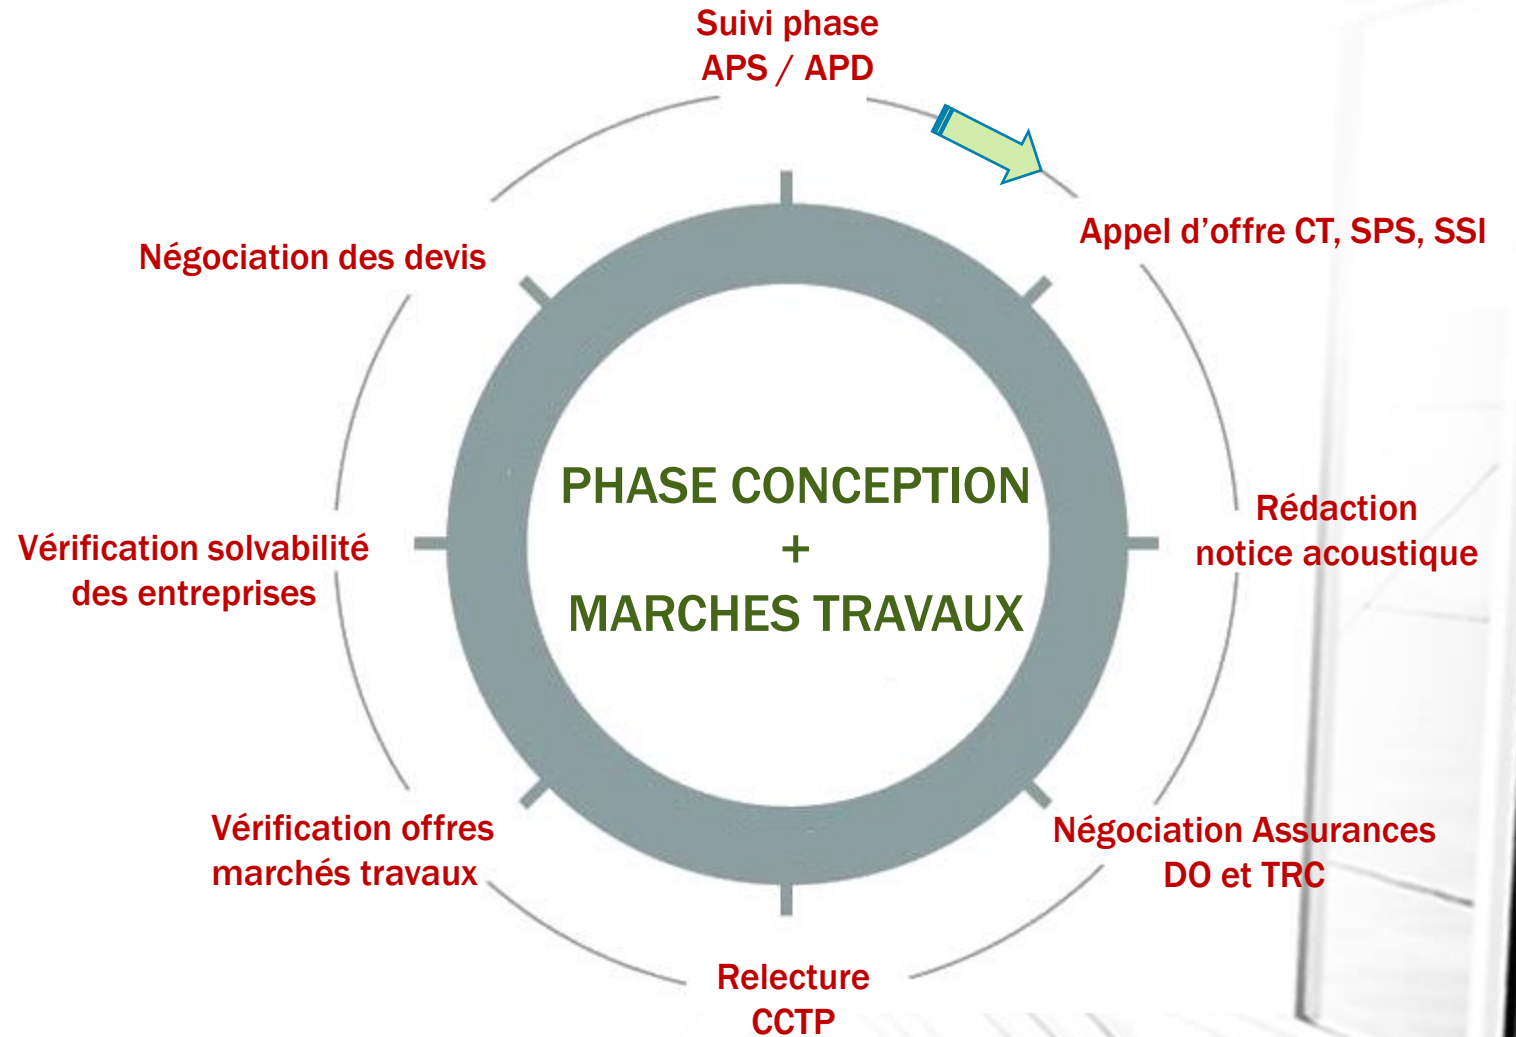 Suivi phase
APS / APD
Appel d’offre CT, SPS, SSI
Négociation des devis
PHASE CONCEPTION
+
MARCHES TRAVAUX
Rédaction
notice acoustique
Vérification solvabilité
des entreprises
Négociation Assurances
DO et TRC
Vérification offres
marchés travaux
Relecture
CCTP